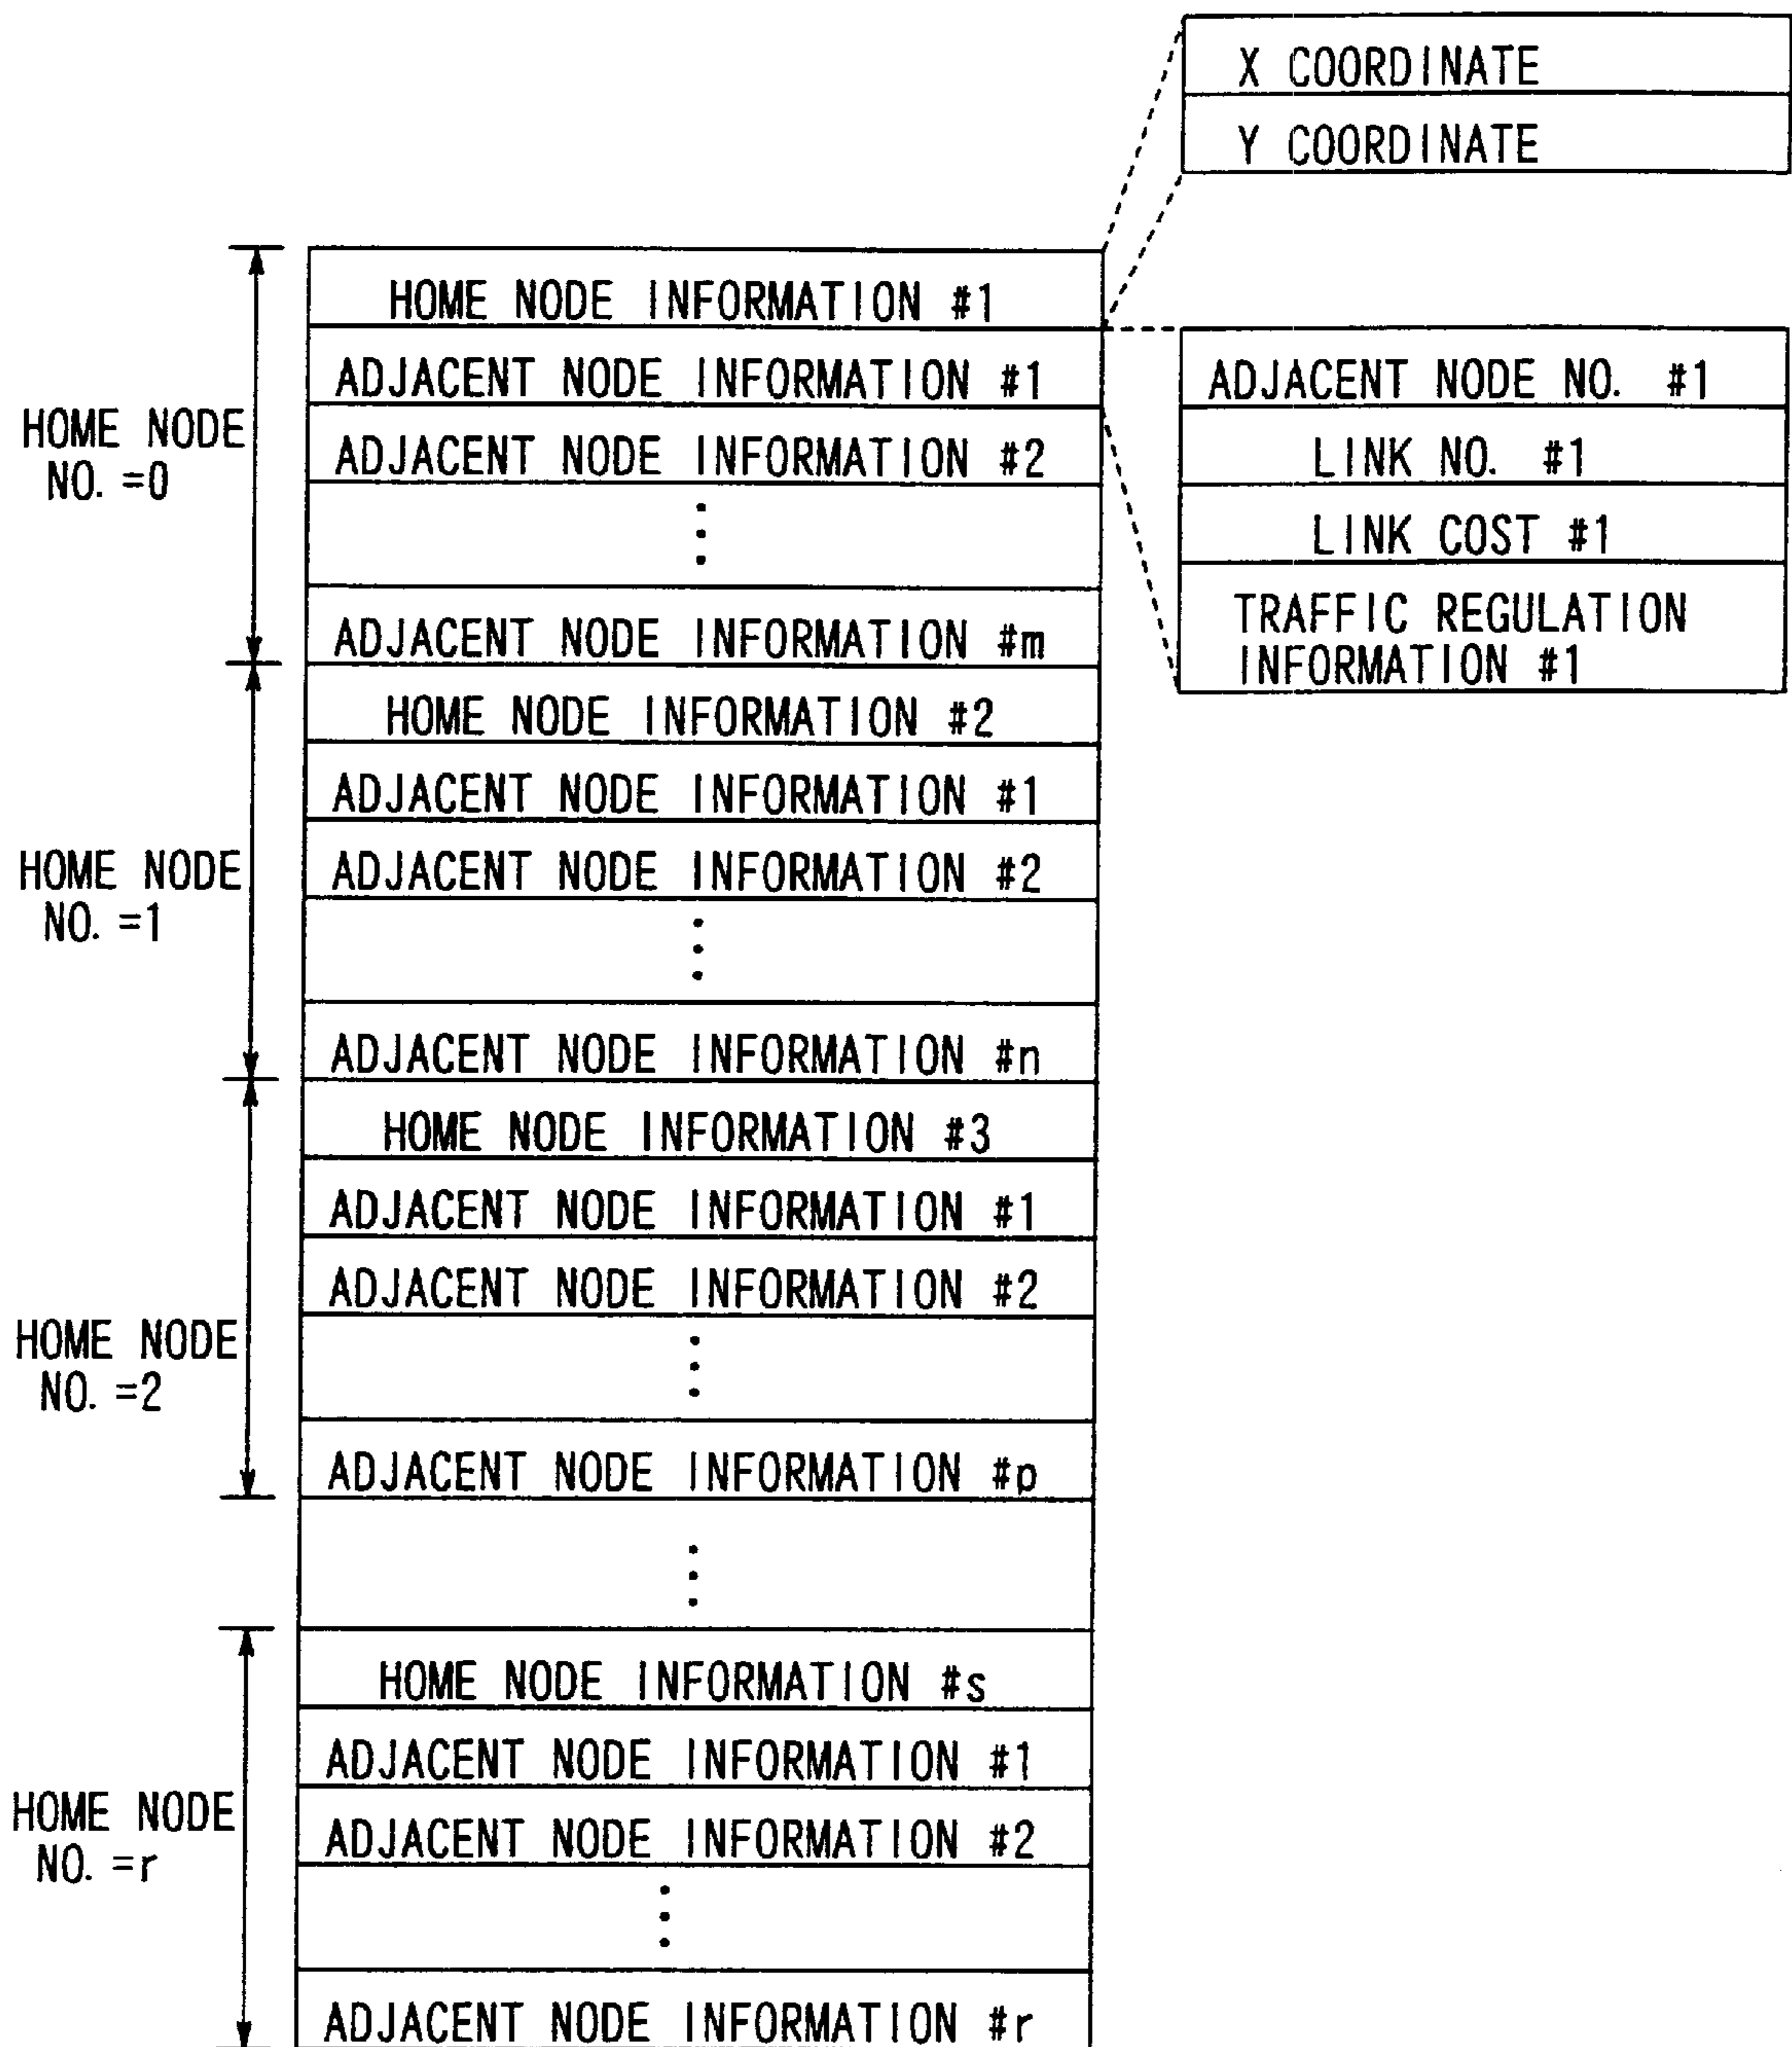 X COORDINATE
Y COORDINATE
HOME NODE INFORMATION #1
ADJACENT NODE INFORMATION #1
ADJACENT NODE INFORMATION #2
ADJACENT NODE INFORMATION #m
HOME NODE
NO. =0
ADJACENT NODE NO. #1
LINK NO. #1
LINK COST #1
TRAFFIC REGULATION
INFORMATION #1
HOME NODE INFORMATION #2
ADJACENT NODE INFORMATION #1
ADJACENT NODE INFORMATION #2
ADJACENT NODE INFORMATION #n
HOME NODE
NO. =1
HOME NODE INFORMATION #3
ADJACENT NODE INFORMATION #1
ADJACENT NODE INFORMATION #2
ADJACENT NODE INFORMATION #p
HOME NODE
NO. =2
HOME NODE INFORMATION #s
ADJACENT NODE INFORMATION #1
ADJACENT NODE INFORMATION #2
ADJACENT NODE INFORMATION #r
HOME NODE
NO. =r